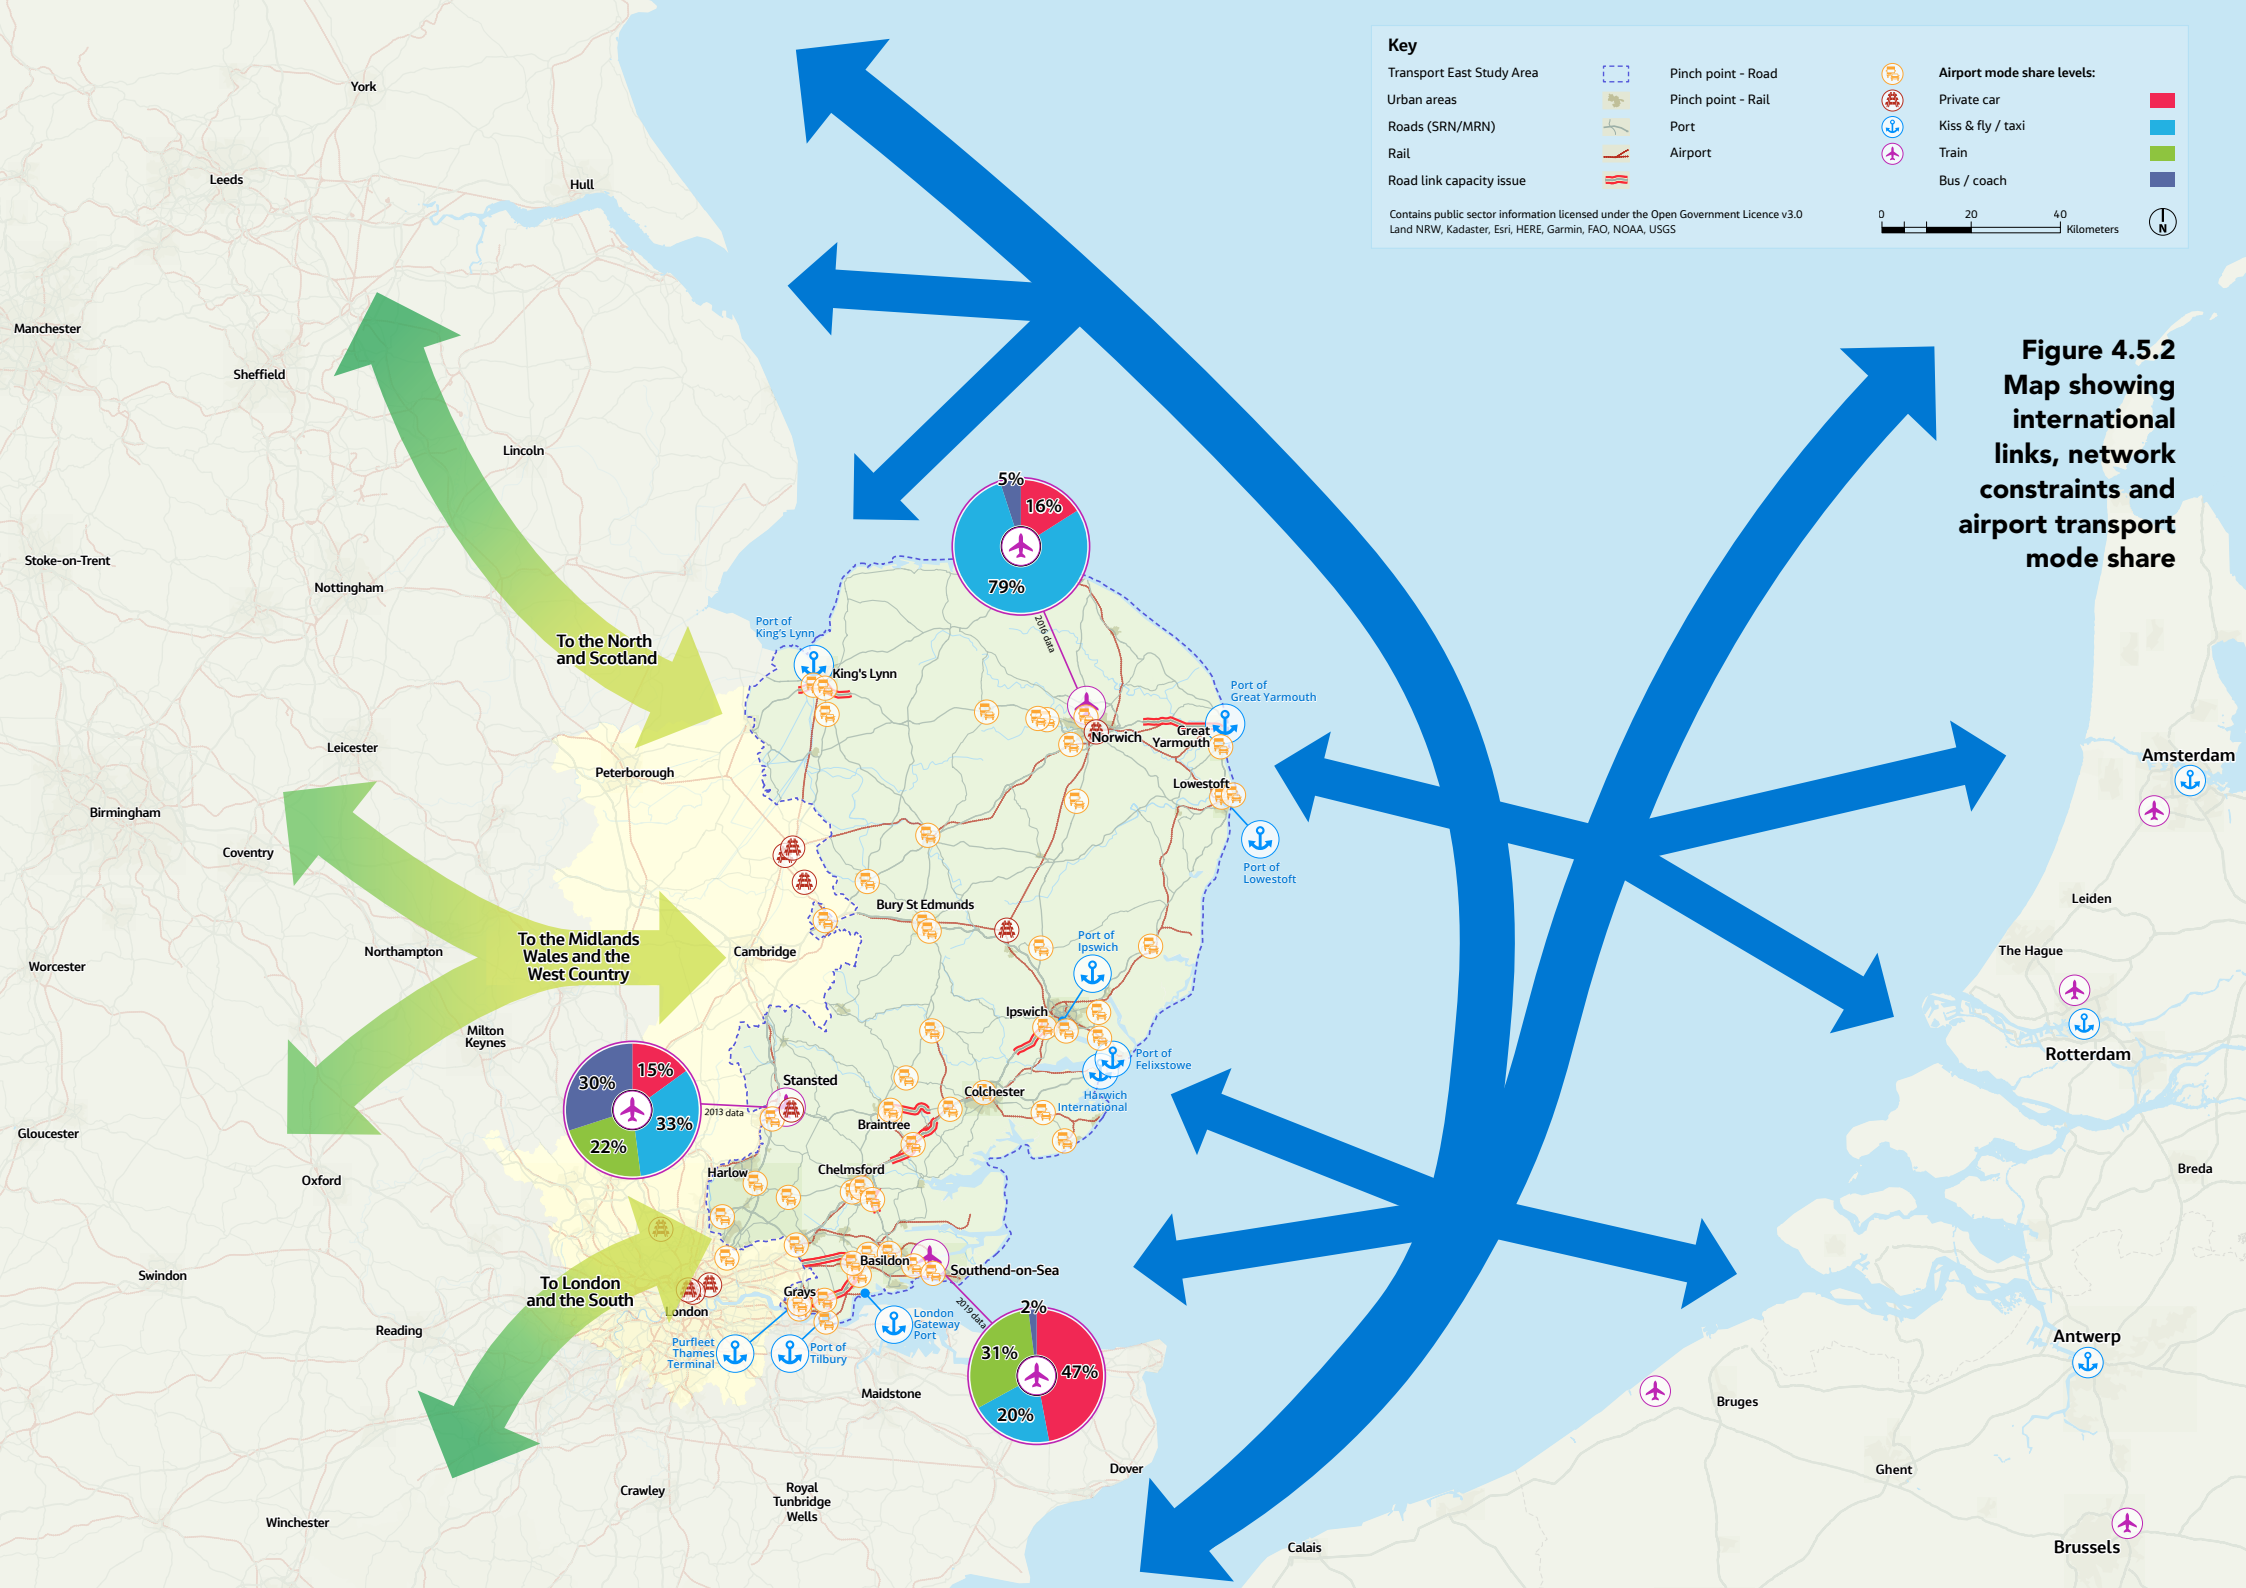 Key
Transport East Study Area
Urban areas
Roads (SRN/MRN)
Rail
Road link capacity issue
Pinch point - Road
Pinch point - Rail
Port
Airport
Airport mode share levels:
Private car
Kiss & fly / taxi
Train
Bus / coach
Contains public sector information licensed under the Open Government Licence v3.0
Land NRW, Kadaster, Esri, HERE, Garmin, FAO, NOAA, USGS
0 20 40
Kilometers
N
Figure 4.5.2
Map showing
international
links, network
constraints and
airport transport
mode share
York
Leeds
Hull
Manchester
Sheffield
Lincoln
Stoke-on-Trent
Nottingham
5%
16%
79%
2016 data
To the North
and Scotland
Port of
King's Lynn
King's Lynn
Port of
Great Yarmouth
Norwich
Great
Yarmouth
Leicester
Peterborough
Lowestoft
Amsterdam
Birmingham
Coventry
Port of
Lowestoft
Bury St Edmunds
Leiden
To the Midlands
Wales and the
West Country
Northampton
Cambridge
Port of
Ipswich
The Hague
Worcester
Ipswich
Milton
Keynes
Port of
Felixstowe
Rotterdam
30%
15%
33%
22%
2013 data
Stansted
Colchester
Harwich
International
Braintree
Gloucester
Harlow
Chelmsford
Oxford
Breda
Swindon
Basildon
Southend-on-Sea
To London
and the South
Grays
London
2019 data
2%
31%
47%
20%
London
Gateway
Port
Purfleet
Thames
Terminal
Port of
Tilbury
Reading
Antwerp
Maidstone
Bruges
Dover
Ghent
Crawley
Royal
Tunbridge
Wells
Winchester
Calais
Brussels